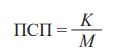 ПСП = K/M